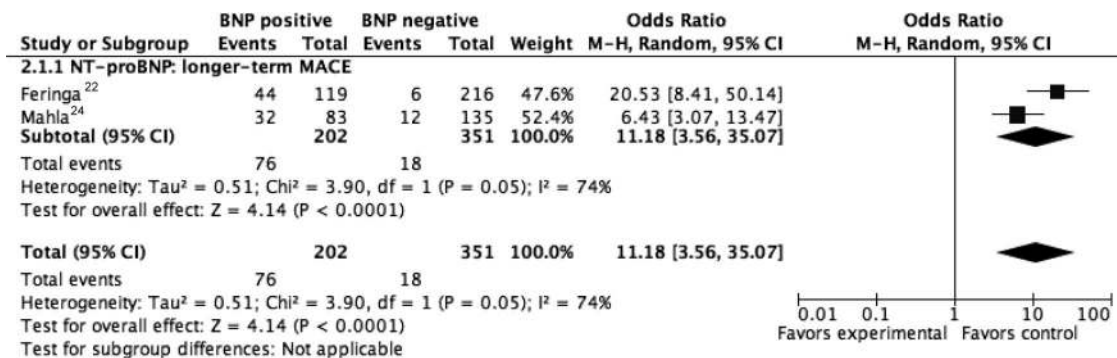 BNP positive BNP negative Odds Ratio Odds Ratio
Study or Subgroup Events Total Events Total Weight M-H, Random, 95% CI M-H, Random, 95% CI
2.1.1 NT-proBNP: longer-term MACE
Feringa 22 44 119 6 216 47.6% 20.53 [8.41, 50.14]
Mahla 24 32 83 12 135 52.4% 6.43 [3.07, 13.47]
Subtotal (95% CI) 202 351 100.0% 11.18 [3.56, 35.07]
Total events 76 18
Heterogeneity: Tau² = 0.51; Chi² = 3.90, df = 1 (P = 0.05); I² = 74%
Test for overall effect: Z = 4.14 (P < 0.0001)
Total (95% CI) 202 351 100.0% 11.18 [3.56, 35.07]
Total events 76 18
Heterogeneity: Tau² = 0.51; Chi² = 3.90, df = 1 (P = 0.05); I² = 74%
Test for overall effect: Z = 4.14 (P < 0.0001)
Test for subgroup differences: Not applicable
0.01 0.1 1 10 100
Favors experimental Favors control